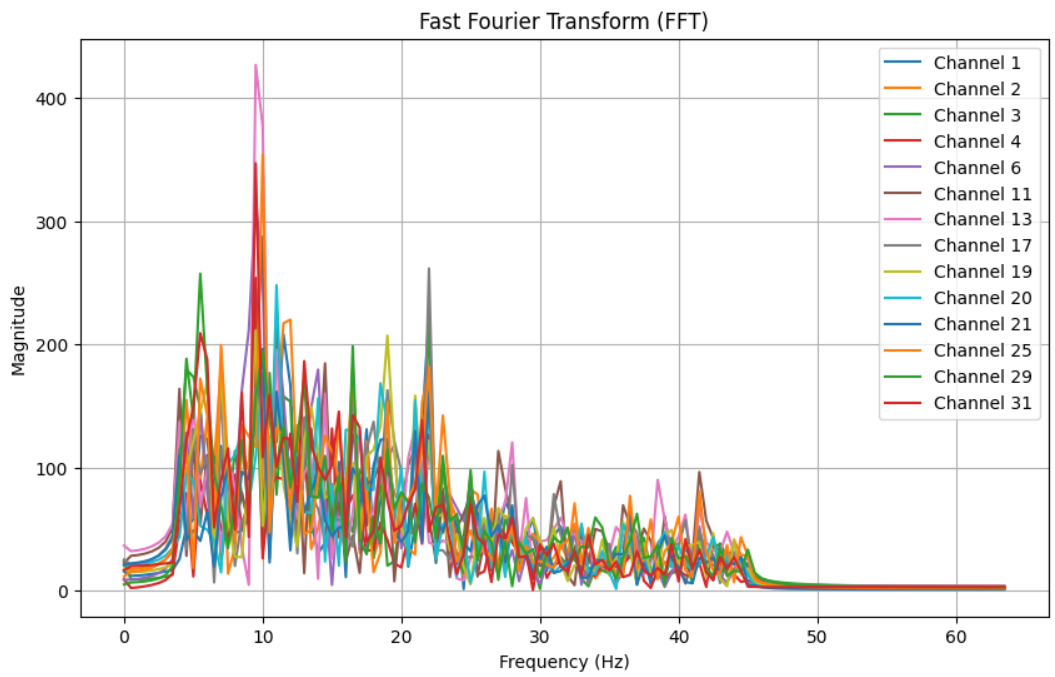 Fast Fourier Transform (FFT)
Magnitude
400
300
200
100
0
0 10 20 30 40 50 60
Frequency (Hz)
Channel 1
Channel 2
Channel 3
Channel 4
Channel 6
Channel 11
Channel 13
Channel 17
Channel 19
Channel 20
Channel 21
Channel 25
Channel 29
Channel 31